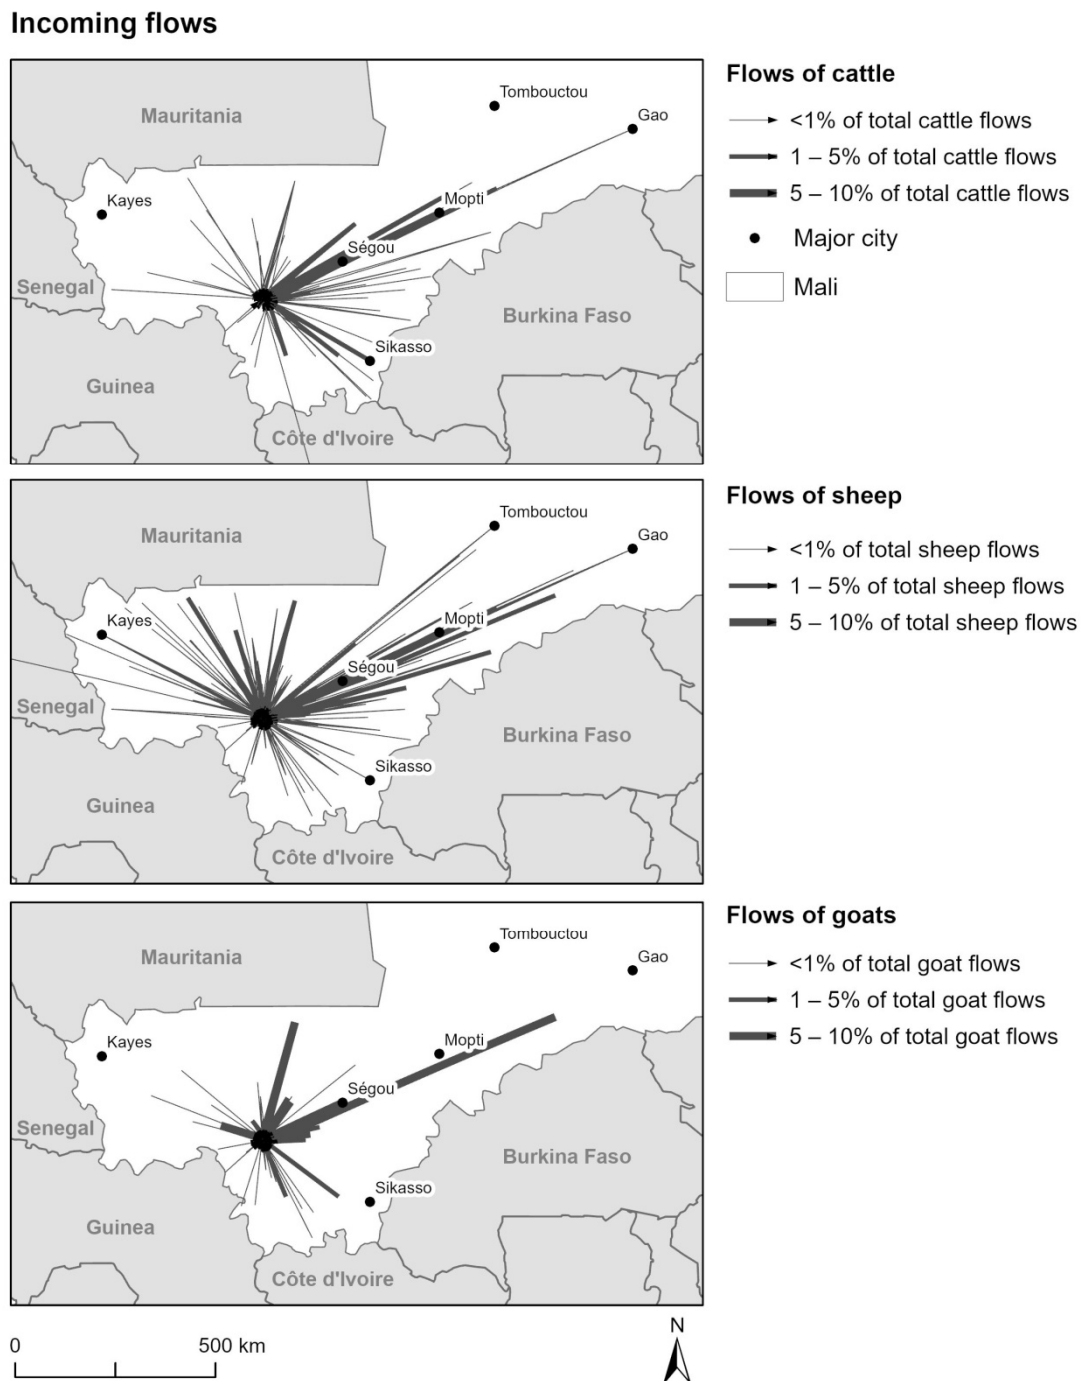 Incoming flows
Mauritania
Tombouctou
Gao
Kayes
Mopti
Ségou
Senegal
Burkina Faso
Sikasso
Guinea
Côte d'Ivoire
Flows of cattle
<1% of total cattle flows
1 – 5% of total cattle flows
5 – 10% of total cattle flows
Major city
Mali
Mauritania
Tombouctou
Gao
Kayes
Mopti
Ségou
Senegal
Burkina Faso
Sikasso
Guinea
Côte d'Ivoire
Flows of sheep
<1% of total sheep flows
1 – 5% of total sheep flows
5 – 10% of total sheep flows
Mauritania
Tombouctou
Gao
Kayes
Mopti
Ségou
Senegal
Burkina Faso
Sikasso
Guinea
Côte d'Ivoire
Flows of goats
<1% of total goat flows
1 – 5% of total goat flows
5 – 10% of total goat flows
0 500 km
N